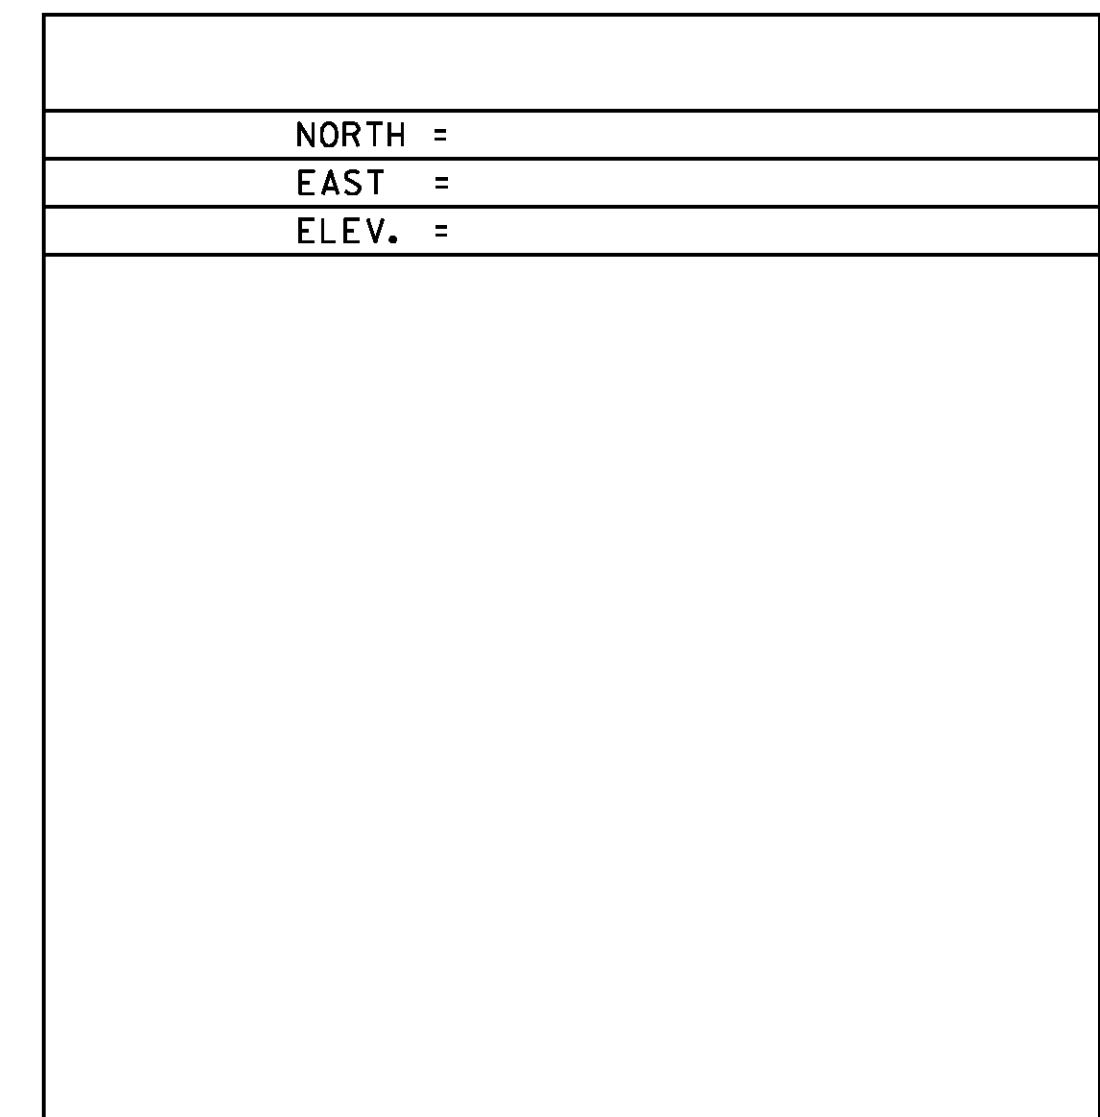 NORTH =
EAST =
ELEV. =